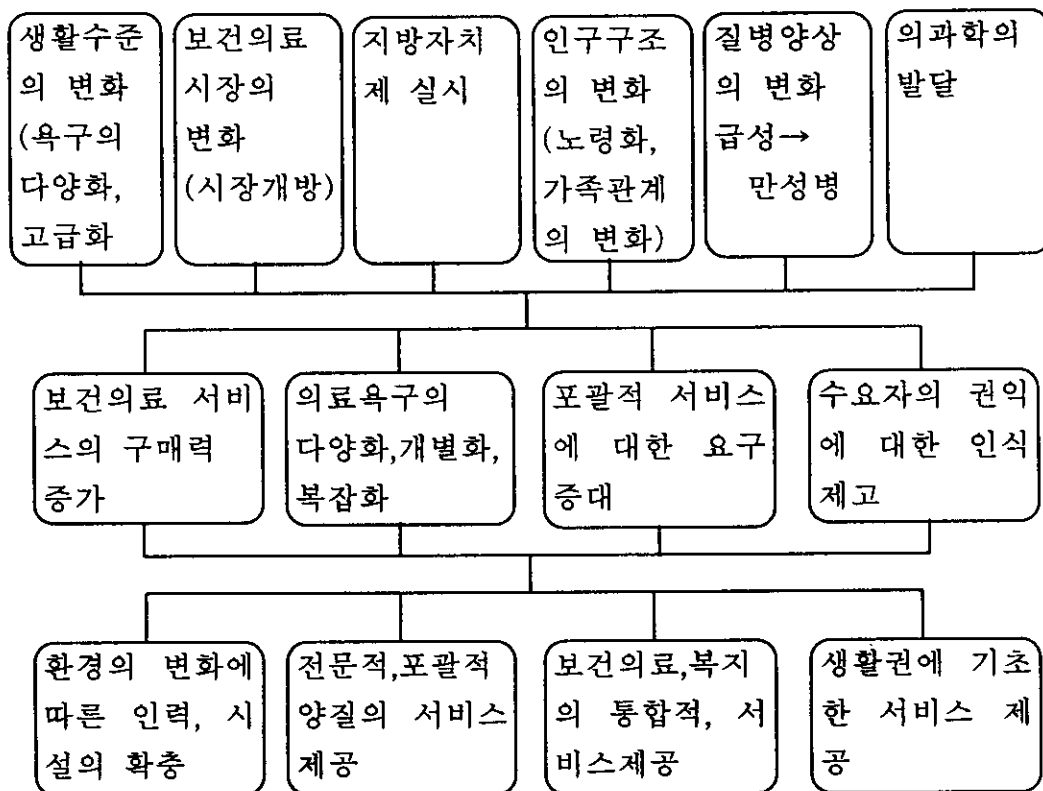 생활수준
의 변화
(욕구의
다양화,
고급화
보건의료
시장의
변화
(시장개방)
지방자치
제 실시
인구구조
의 변화
(노령화,
가족관계
의 변화)
질병양상
의 변화
급성→
만성병
의과학의
발달
보건의료 서비
스의 구매력
증가
의료욕구의
다양화,개별화,
복잡화
포괄적 서비스
에 대한 요구
증대
수요자의 권익
에 대한 인식
제고
환경의 변화에
따른 인력, 시
설의 확충
전문적,포괄적
양질의 서비스
제공
보건의료,복지
의 통합적, 서
비스제공
생활권에 기초
한 서비스 제
공